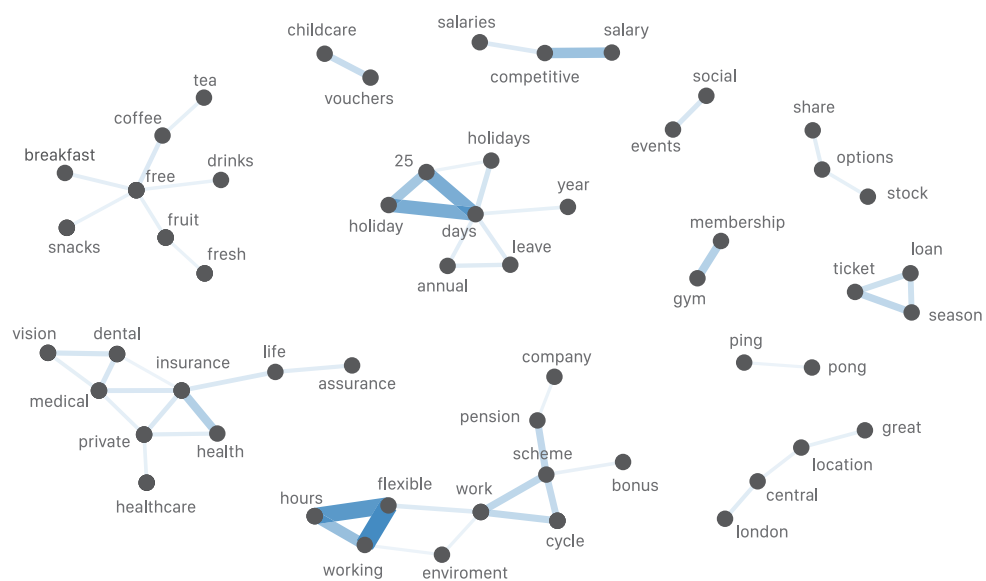 salaries
salary
childcare
competitive
vouchers
social
tea
share
coffee
events
holidays
breakfast
drinks
25
options
free
year
stock
fruit
holiday
days
membership
snacks
leave
fresh
loan
annual
ticket
gym
season
vision
dental
life
ping
company
insurance
assurance
pong
medical
pension
private
great
health
scheme
location
healthcare
flexible
work
bonus
central
hours
cycle
london
working
enviroment